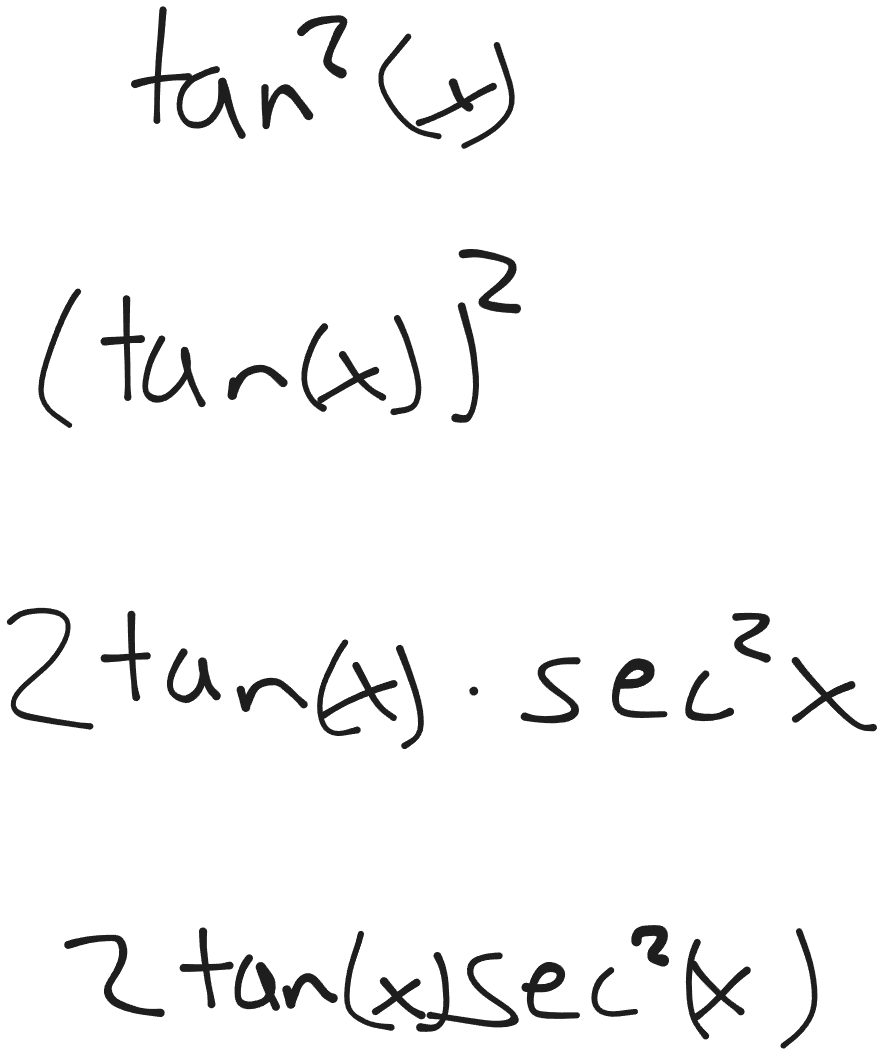 tan²(x)
(tan(x))²
2tan(x) · sec²x
2tan(x)sec²(x)